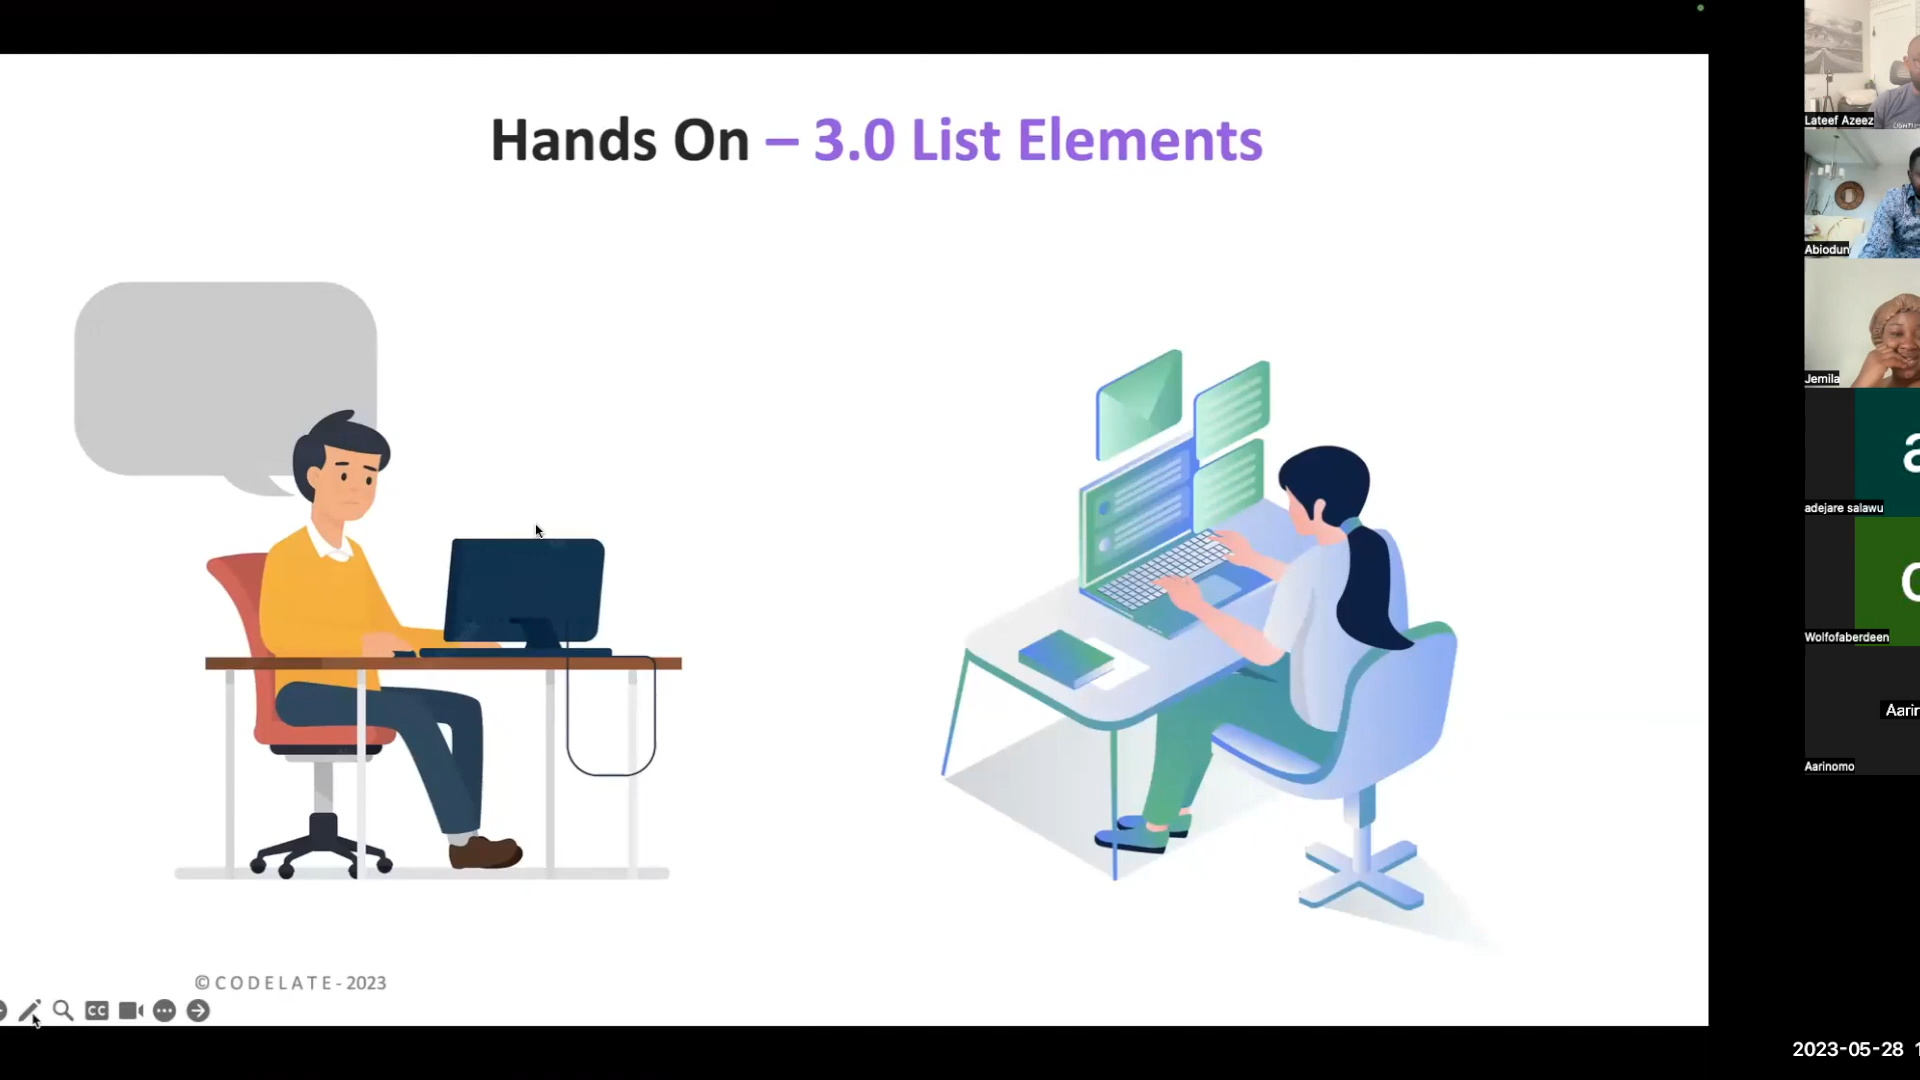 Hands On – 3.0 List Elements
©CODELATE-2023
CC
Lateef Azeez
Abiodun
Jemila
a
adejare salawu
Wolfofaberdeen
Aarinomo
2023-05-28